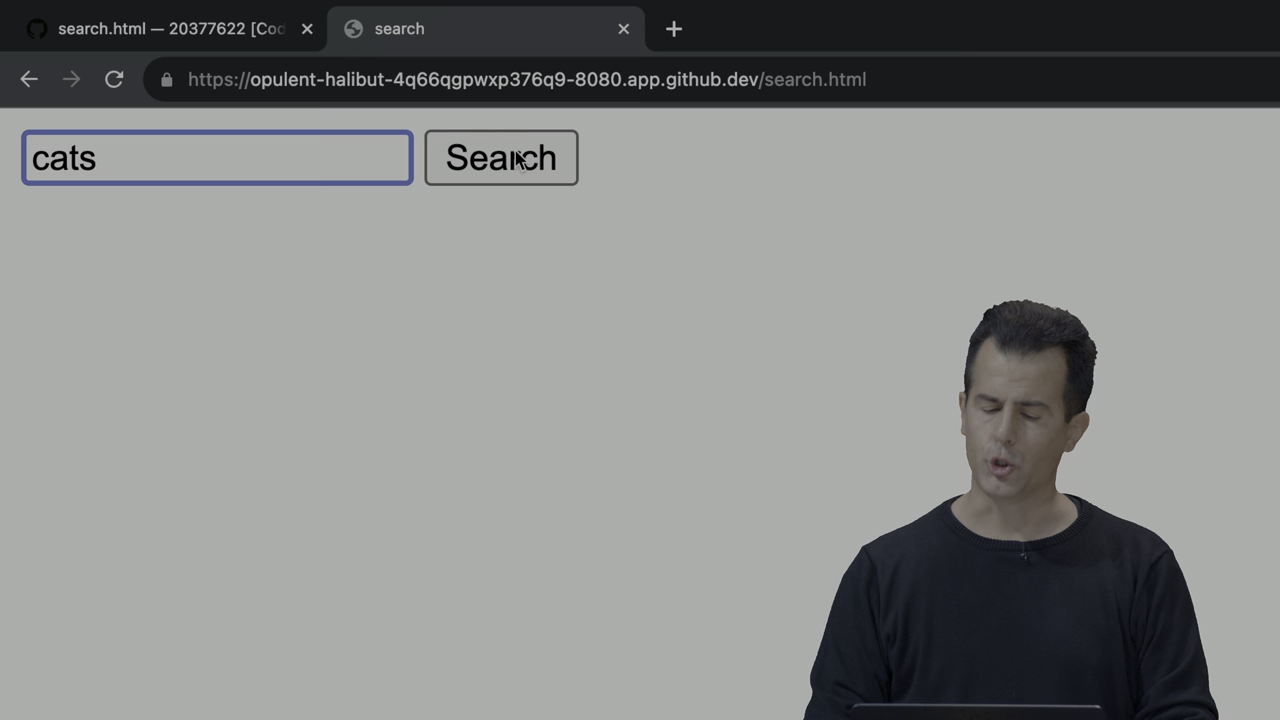 search.html — 20377622 [Cod
search
https://opulent-halibut-4q66qgpwxp376q9-8080.app.github.dev/search.html
cats
Search